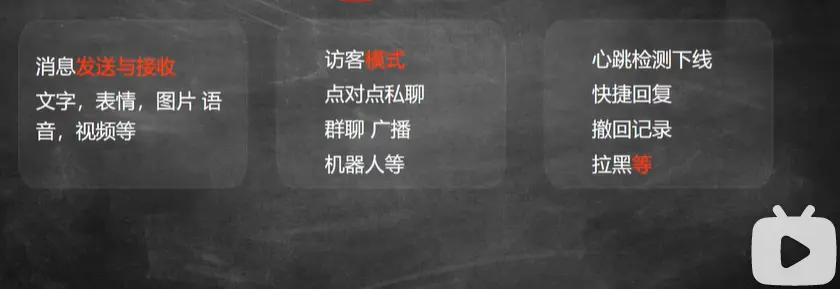 消息发送与接收
文字，表情，图片 语
音，视频等
访客模式
点对点私聊
群聊 广播
机器人等
心跳检测下线
快捷回复
撤回记录
拉黑等